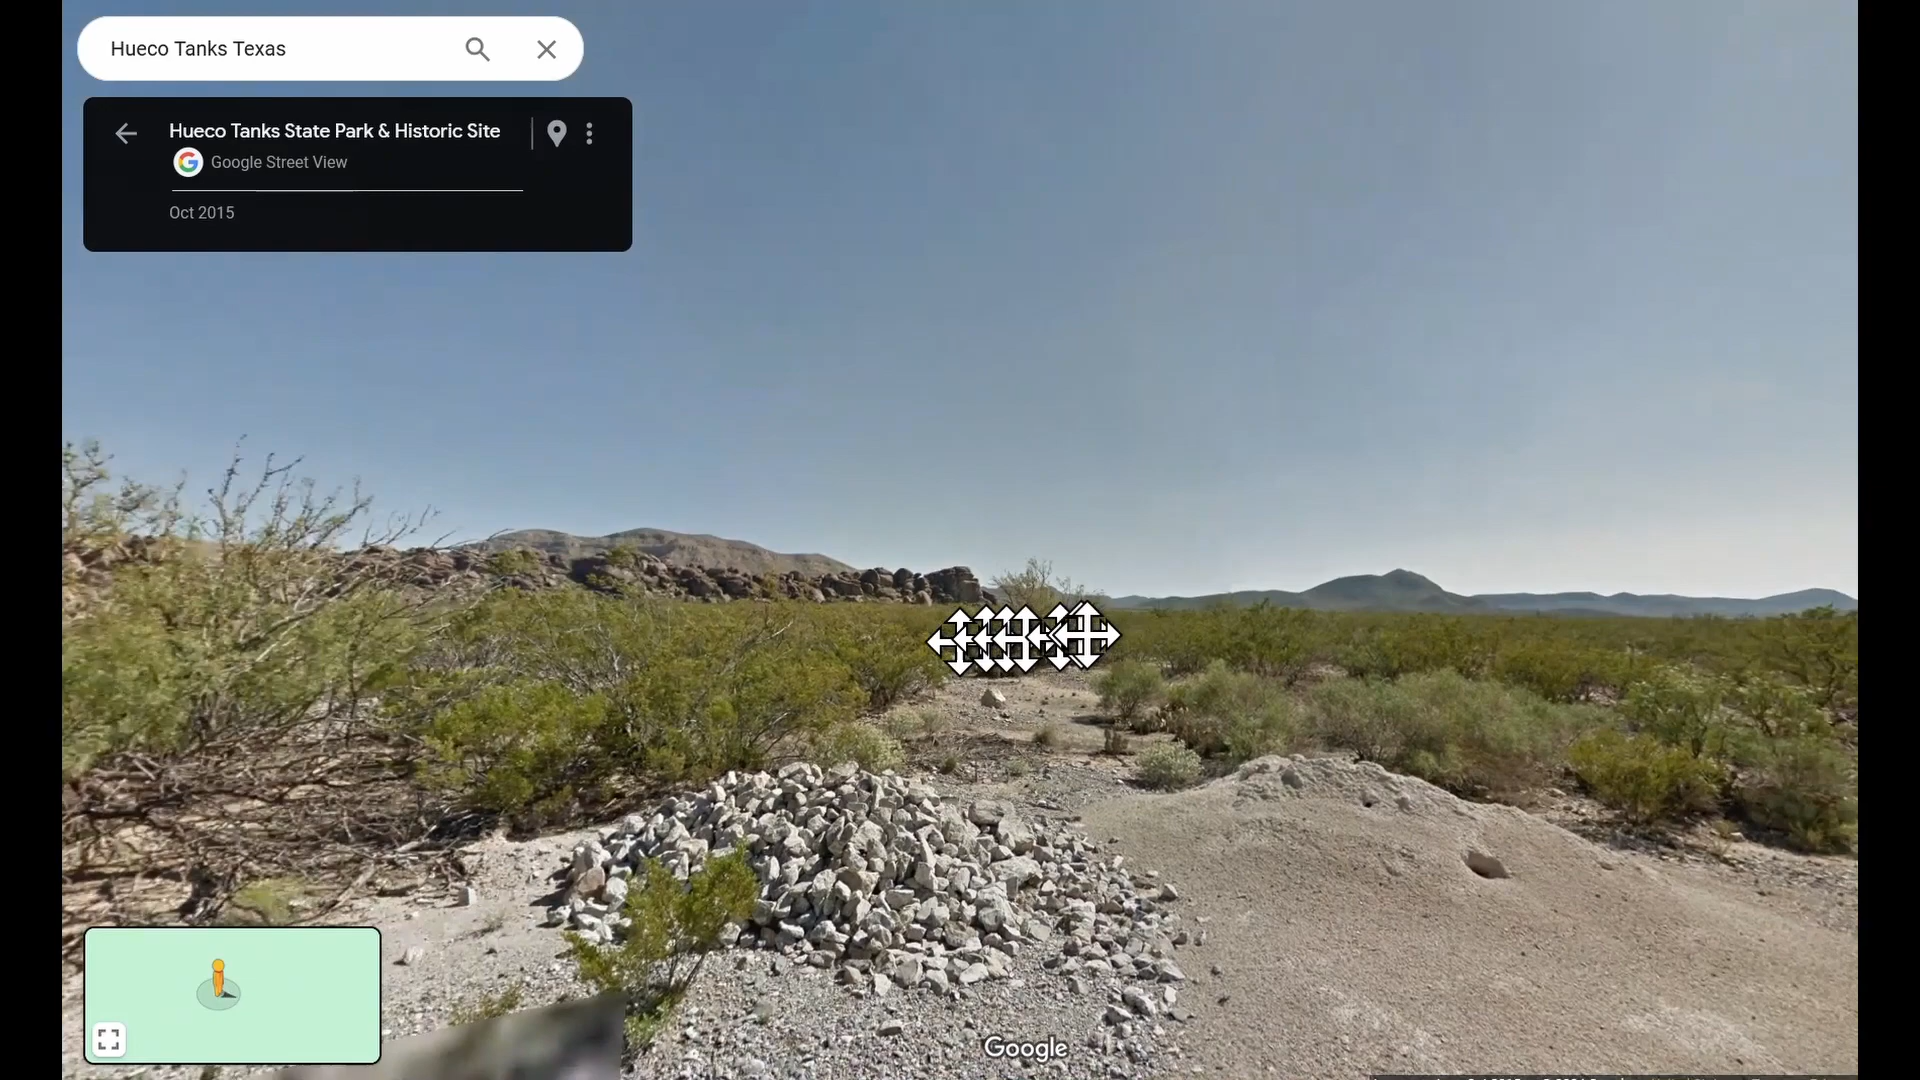 Hueco Tanks Texas
Hueco Tanks State Park & Historic Site
Google Street View
Oct 2015
Google